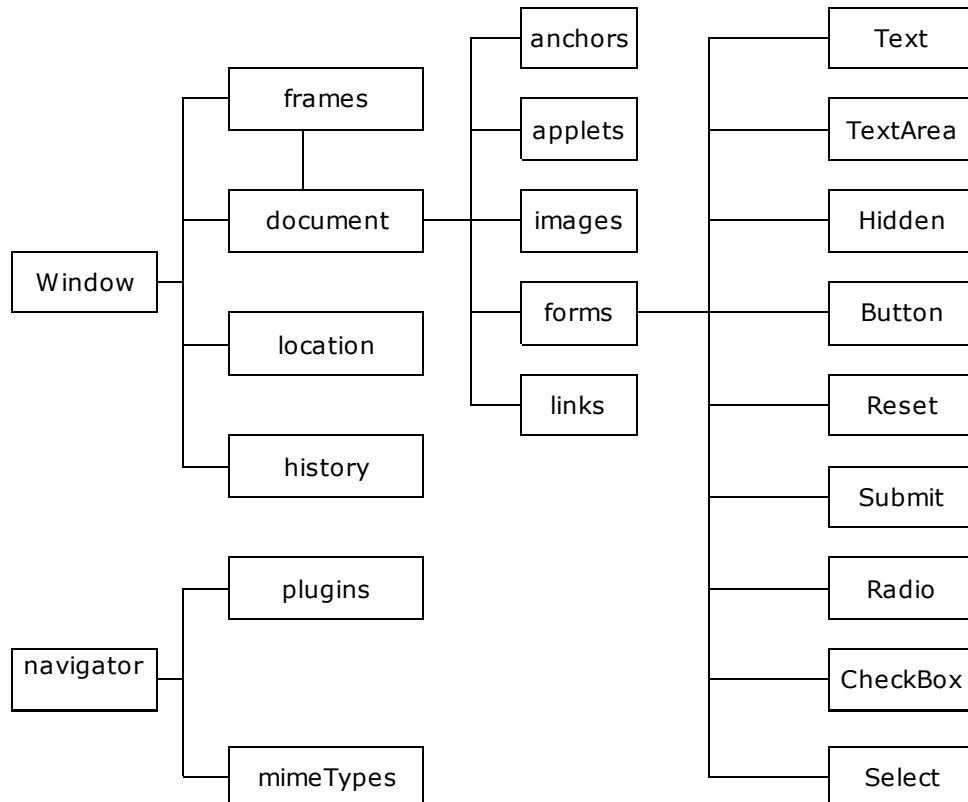 Window
frames
document
location
history
anchors
applets
images
forms
links
Text
TextArea
Hidden
Button
Reset
Submit
Radio
CheckBox
Select
navigator
plugins
mimeTypes